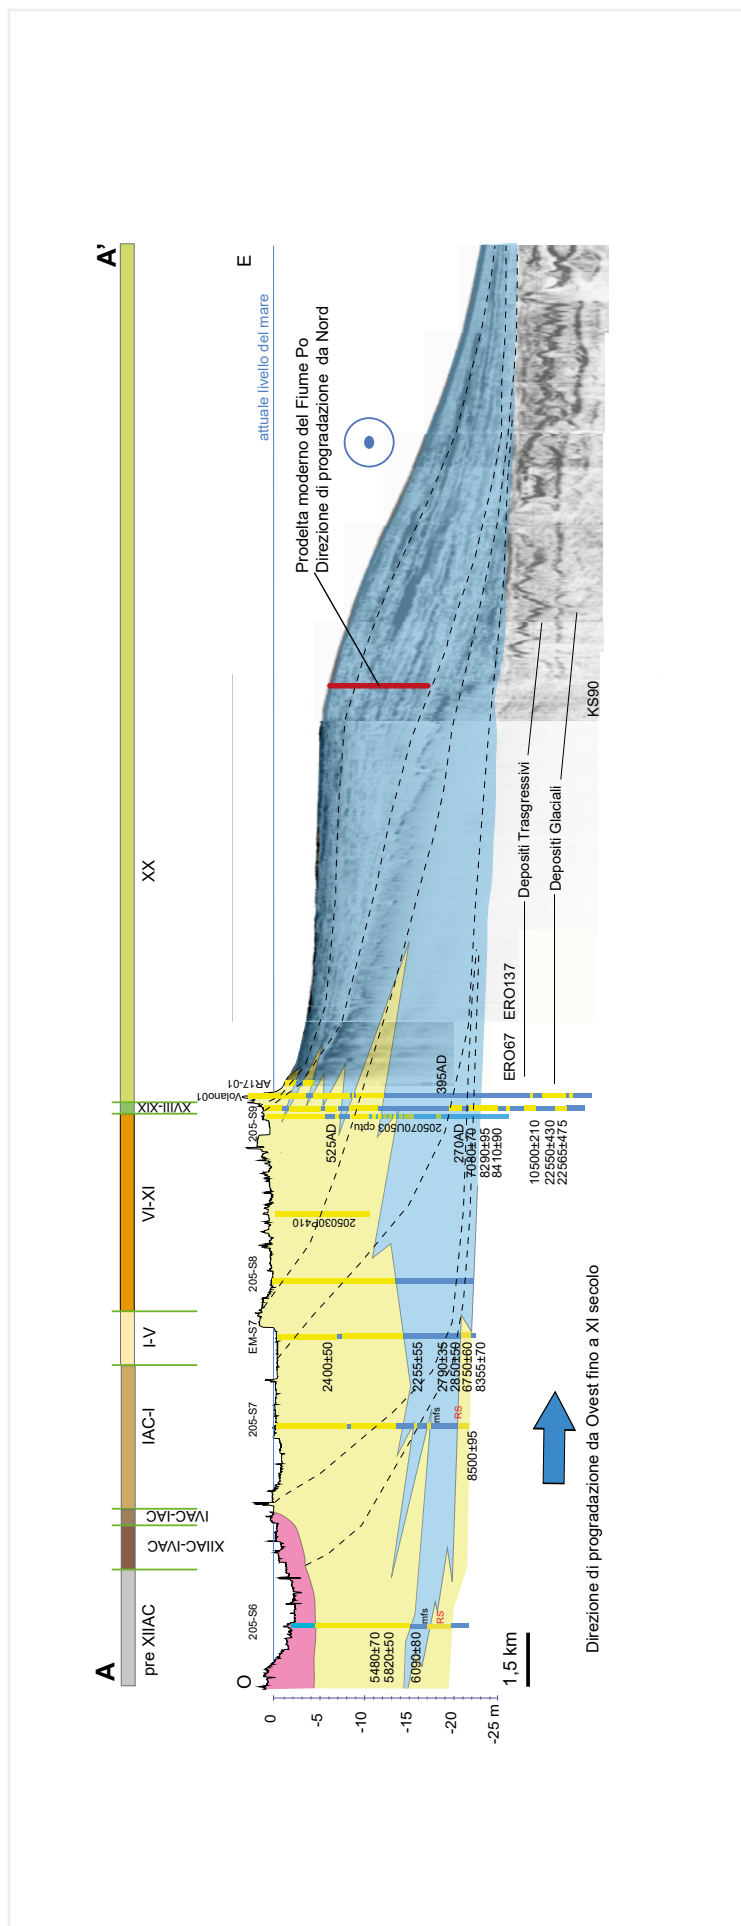 A
A'
pre XIIAC
XIIAC-IVAC
IVAC-IAC
IAC-I
I-V
VI-XI
XVIII-XIX
XX
O
E
attuale livello del mare
Prodelta moderno del Fiume Po
Direzione di progradazione da Nord
205-S6
205-S7
EM-S7
205-S8
205-S9
Volano01
AR17-01
205030P410
205070U503 cptu
0
-5
-10
-15
-20
-25 m
5480±70
5820±50
6090±80
mfs
RS
mfs
RS
8500±95
2400±50
2255±55
2790±35
2850±50
6750±60
8355±70
525AD
395AD
270AD
7080±70
8290±95
8410±90
10500±210
22550±430
22565±475
ERO67
ERO137
KS90
Depositi Trasgressivi
Depositi Glaciali
1,5 km
Direzione di progradazione da Ovest fino a XI secolo